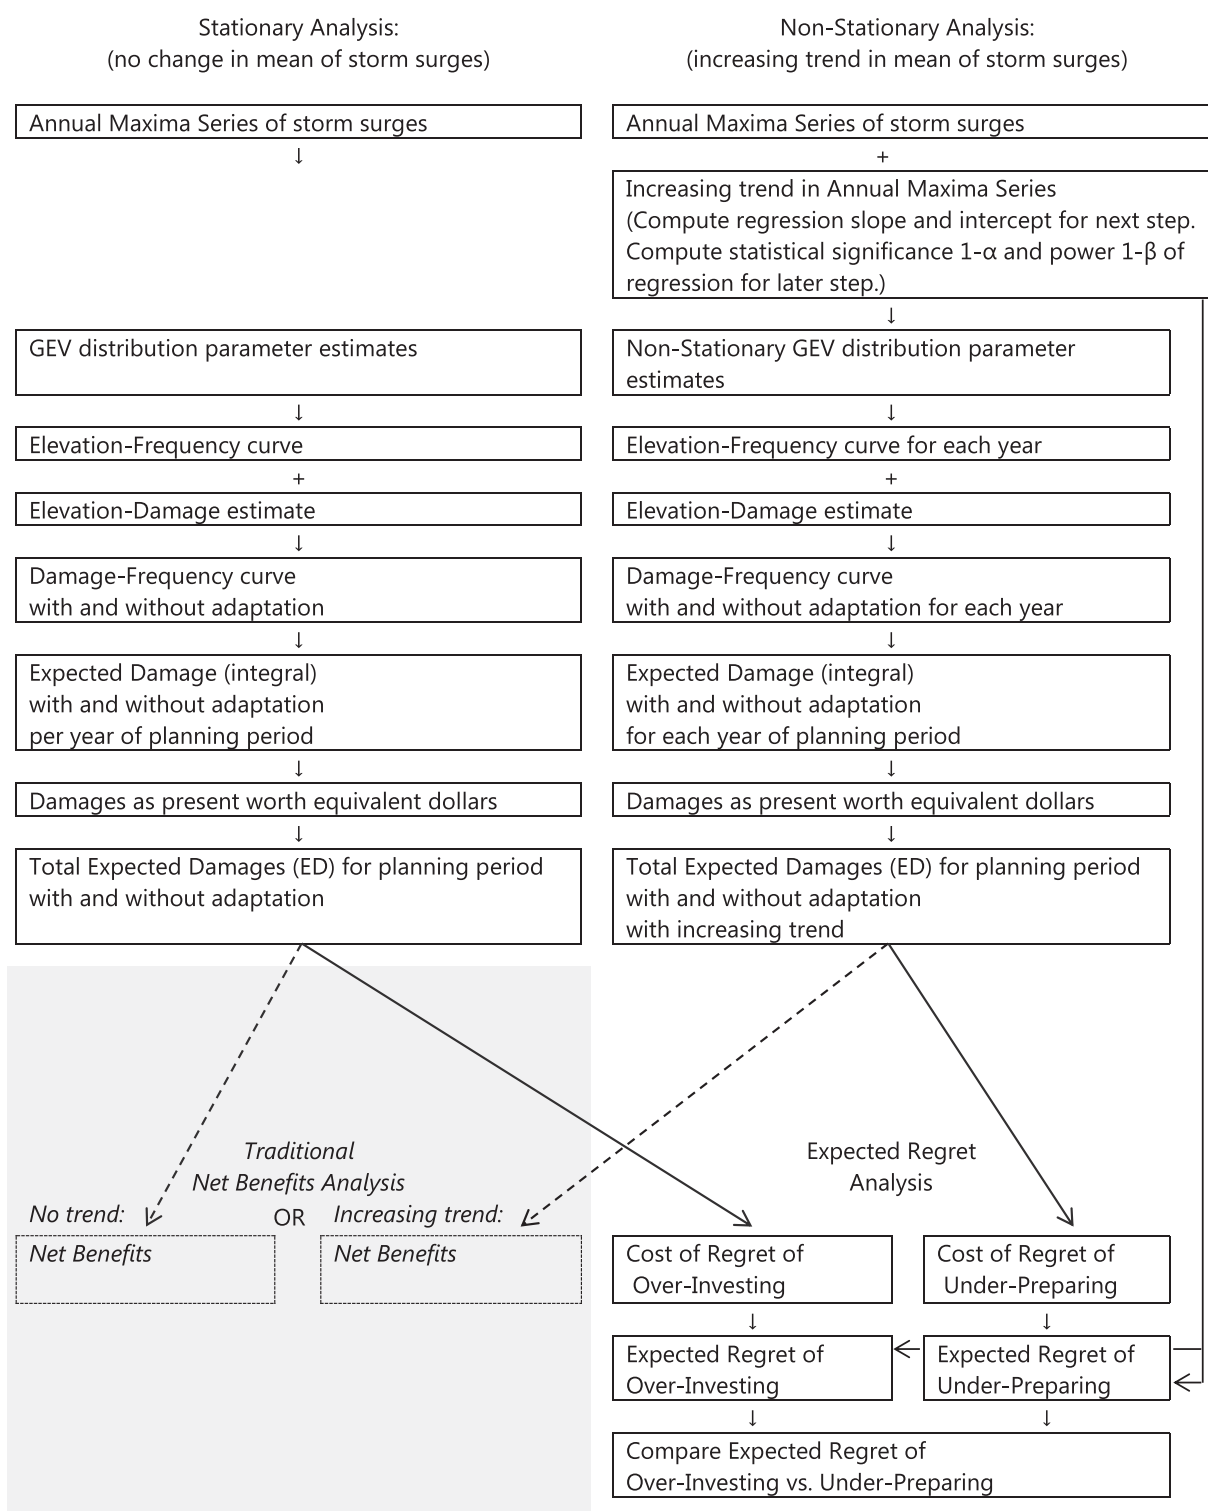 Stationary Analysis:
(no change in mean of storm surges)
Annual Maxima Series of storm surges
↓
GEV distribution parameter estimates
↓
Elevation-Frequency curve
+
Elevation-Damage estimate
↓
Damage-Frequency curve
with and without adaptation
↓
Expected Damage (integral)
with and without adaptation
per year of planning period
↓
Damages as present worth equivalent dollars
↓
Total Expected Damages (ED) for planning period
with and without adaptation
Non-Stationary Analysis:
(increasing trend in mean of storm surges)
Annual Maxima Series of storm surges
+
Increasing trend in Annual Maxima Series
(Compute regression slope and intercept for next step.
Compute statistical significance 1-α and power 1-β of
regression for later step.)
↓
Non-Stationary GEV distribution parameter
estimates
↓
Elevation-Frequency curve for each year
+
Elevation-Damage estimate
↓
Damage-Frequency curve
with and without adaptation for each year
↓
Expected Damage (integral)
with and without adaptation
for each year of planning period
↓
Damages as present worth equivalent dollars
↓
Total Expected Damages (ED) for planning period
with and without adaptation
with increasing trend
Traditional
Net Benefits Analysis
No trend:
OR
Increasing trend:
Net Benefits
Net Benefits
Expected Regret
Analysis
Cost of Regret of
Over-Investing
↓
Expected Regret of
Over-Investing
↓
Cost of Regret of
Under-Preparing
↓
Expected Regret of
Under-Preparing
↓
Compare Expected Regret of
Over-Investing vs. Under-Preparing